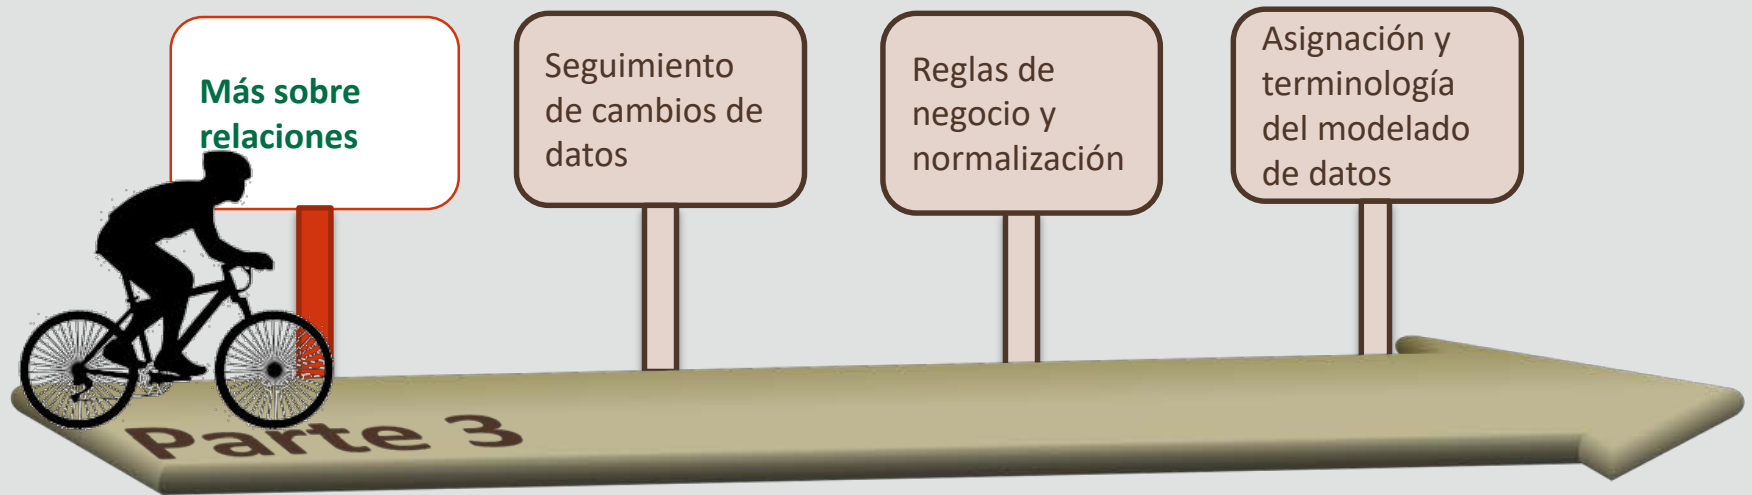 Más sobre
relaciones
Seguimiento
de cambios de
datos
Reglas de
negocio y
normalización
Asignación y
terminología
del modelado
de datos
Parte 3